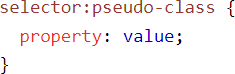 selector:pseudo-class {
  property: value;
}